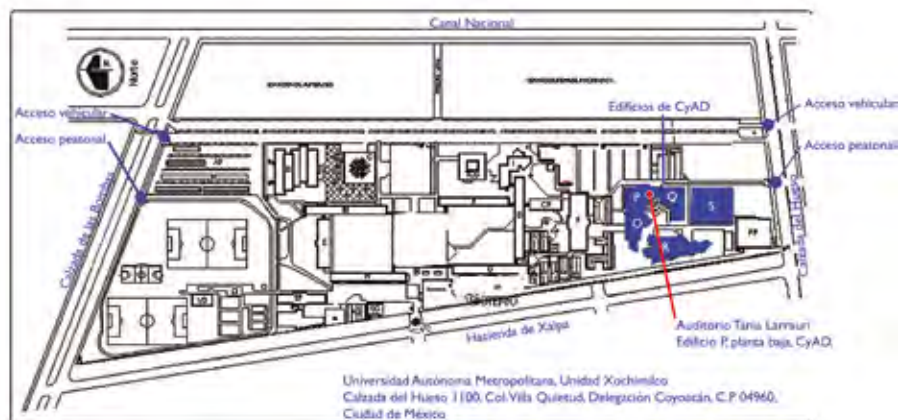 Canal Nacional
Norte
Edificios de CyAD
Acceso vehicular
Acceso vehicular
Acceso peatonal
Acceso peatonal
Calzada de las Bombas
Calzada del Hueso
P
Q
S
O
R
Hacienda de Xalpa
Auditorio Tania Larrauri
Edificio P, planta baja, CyAD.
Universidad Autónoma Metropolitana, Unidad Xochimilco
Calzada del Hueso 1100, Col. Villa Quietud, Delegación Coyoacán, C.P. 04960,
Ciudad de México